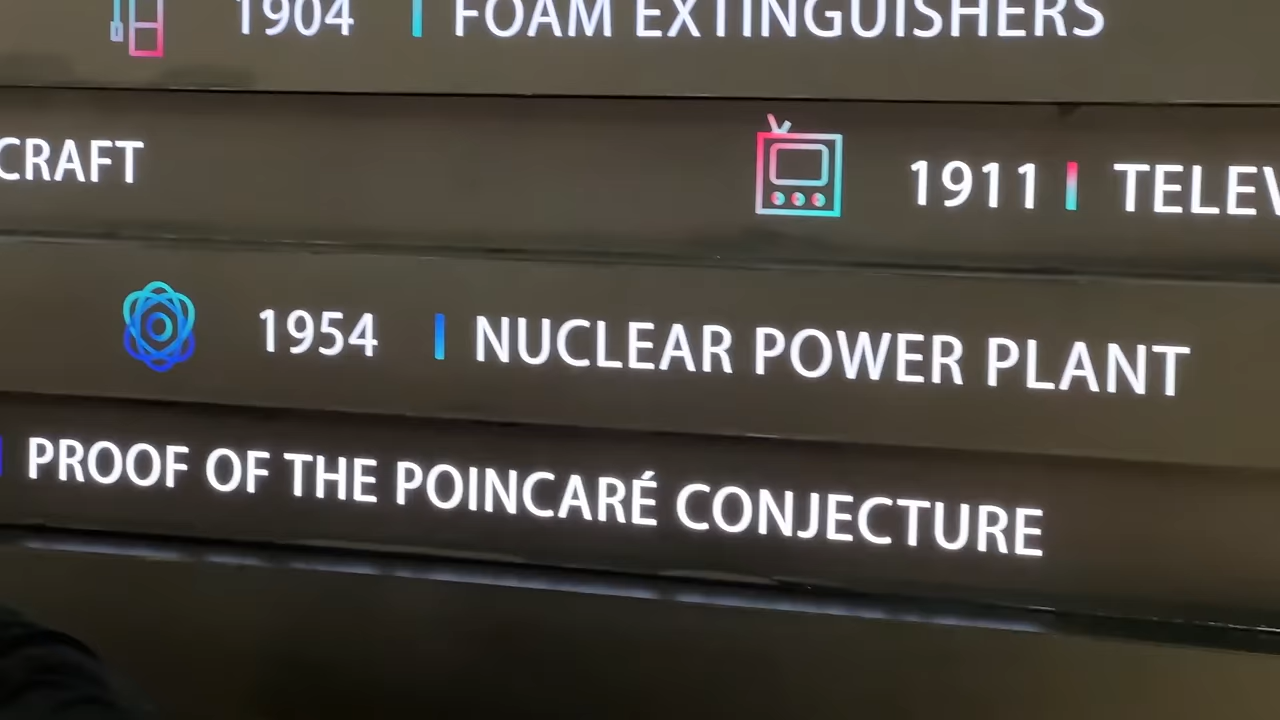 1904 FOAM EXTINGUISHERS
CRAFT 1911 TELEV
1954 NUCLEAR POWER PLANT
PROOF OF THE POINCARÉ CONJECTURE